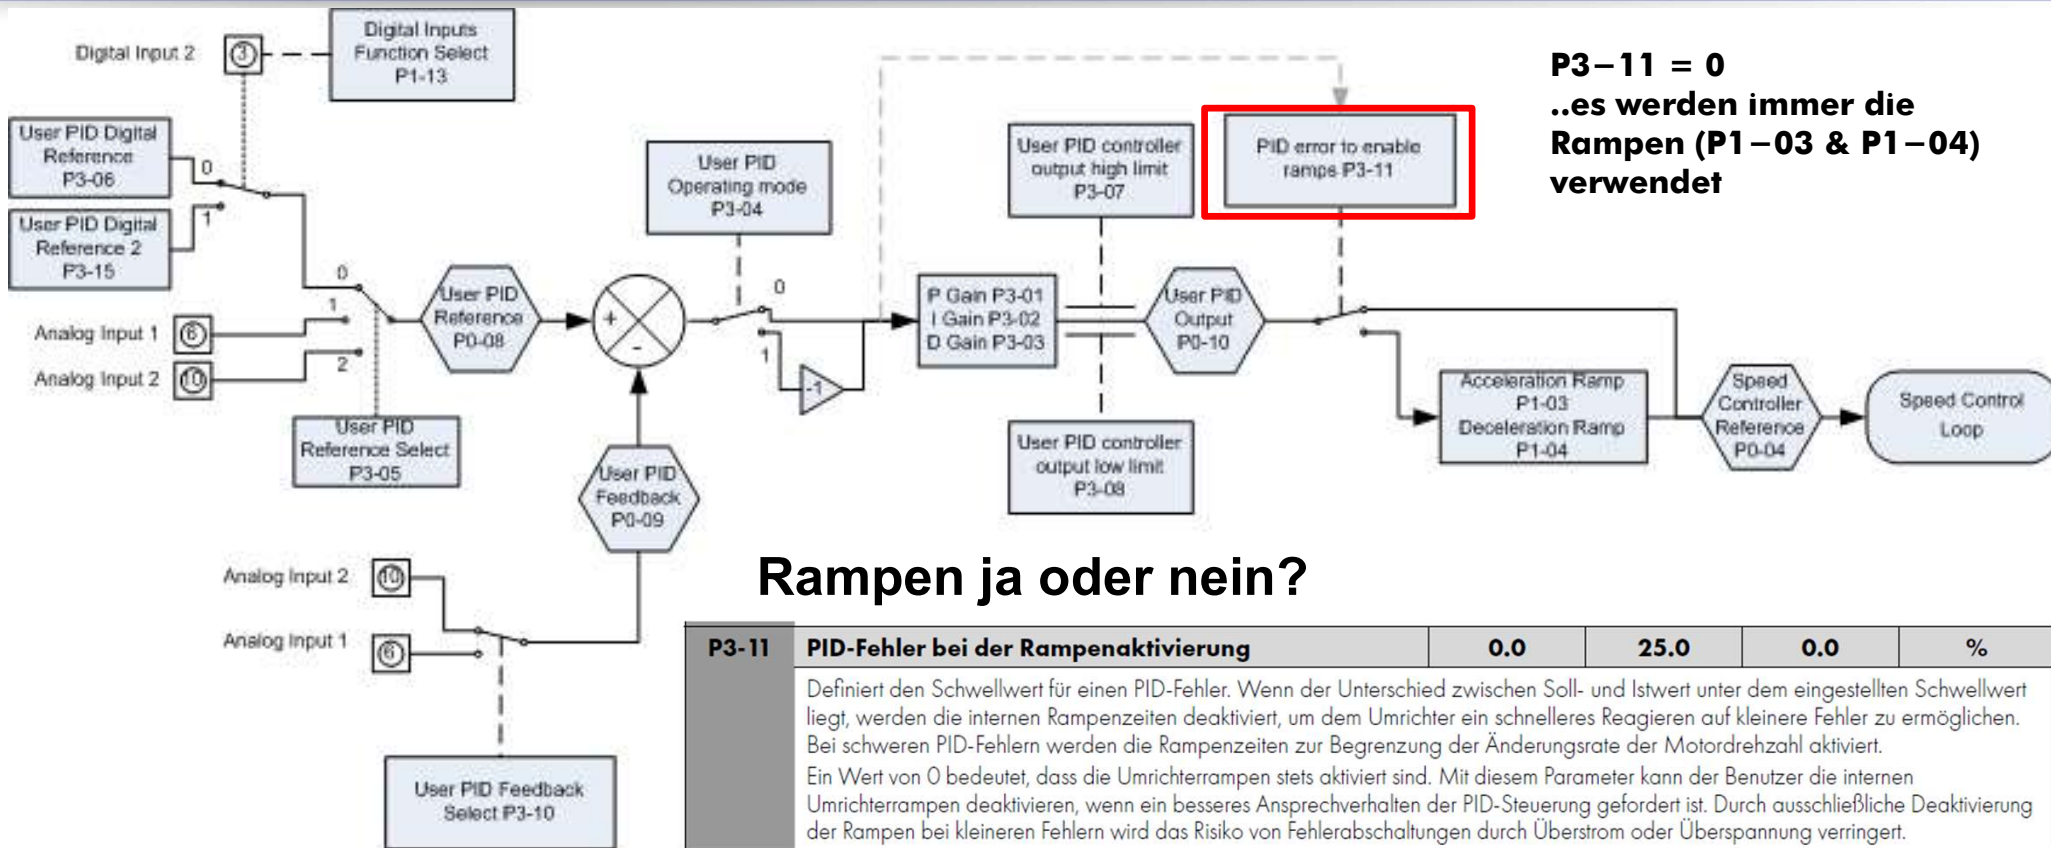 Digital Input 2
3
Digital Inputs
Function Select
P1-13
User PID Digital
Reference
P3-06
0
User PID Digital
Reference 2
P3-15
1
Analog Input 1
6
Analog Input 2
10
0
1
2
User PID
Reference Select
P3-05
User PID
Reference
P0-08
+
-
User PID
Feedback
P0-09
User PID
Operating mode
P3-04
0
1
-1
P Gain P3-01
I Gain P3-02
D Gain P3-03
User PID controller
output high limit
P3-07
User PID controller
output low limit
P3-08
User PID
Output
P0-10
PID error to enable
ramps P3-11
P3-11 = 0
..es werden immer die
Rampen (P1-03 & P1-04)
verwendet
Acceleration Ramp
P1-03
Deceleration Ramp
P1-04
Speed
Controller
Reference
P0-04
Speed Control
Loop
Analog Input 2
10
Analog Input 1
6
User PID Feedback
Select P3-10
Rampen ja oder nein?
P3-11 PID-Fehler bei der Rampenaktivierung 0.0 25.0 0.0 %
Definiert den Schwellwert für einen PID-Fehler. Wenn der Unterschied zwischen Soll- und Istwert unter dem eingestellten Schwellwert
liegt, werden die internen Rampenzeiten deaktiviert, um dem Umrichter ein schnelleres Reagieren auf kleinere Fehler zu ermöglichen.
Bei schweren PID-Fehlern werden die Rampenzeiten zur Begrenzung der Änderungsrate der Motordrehzahl aktiviert.
Ein Wert von 0 bedeutet, dass die Umrichterrampen stets aktiviert sind. Mit diesem Parameter kann der Benutzer die internen
Umrichterrampen deaktivieren, wenn ein besseres Ansprechverhalten der PID-Steuerung gefordert ist. Durch ausschließliche Deaktivierung
der Rampen bei kleineren Fehlern wird das Risiko von Fehlerabschaltungen durch Überstrom oder Überspannung verringert.